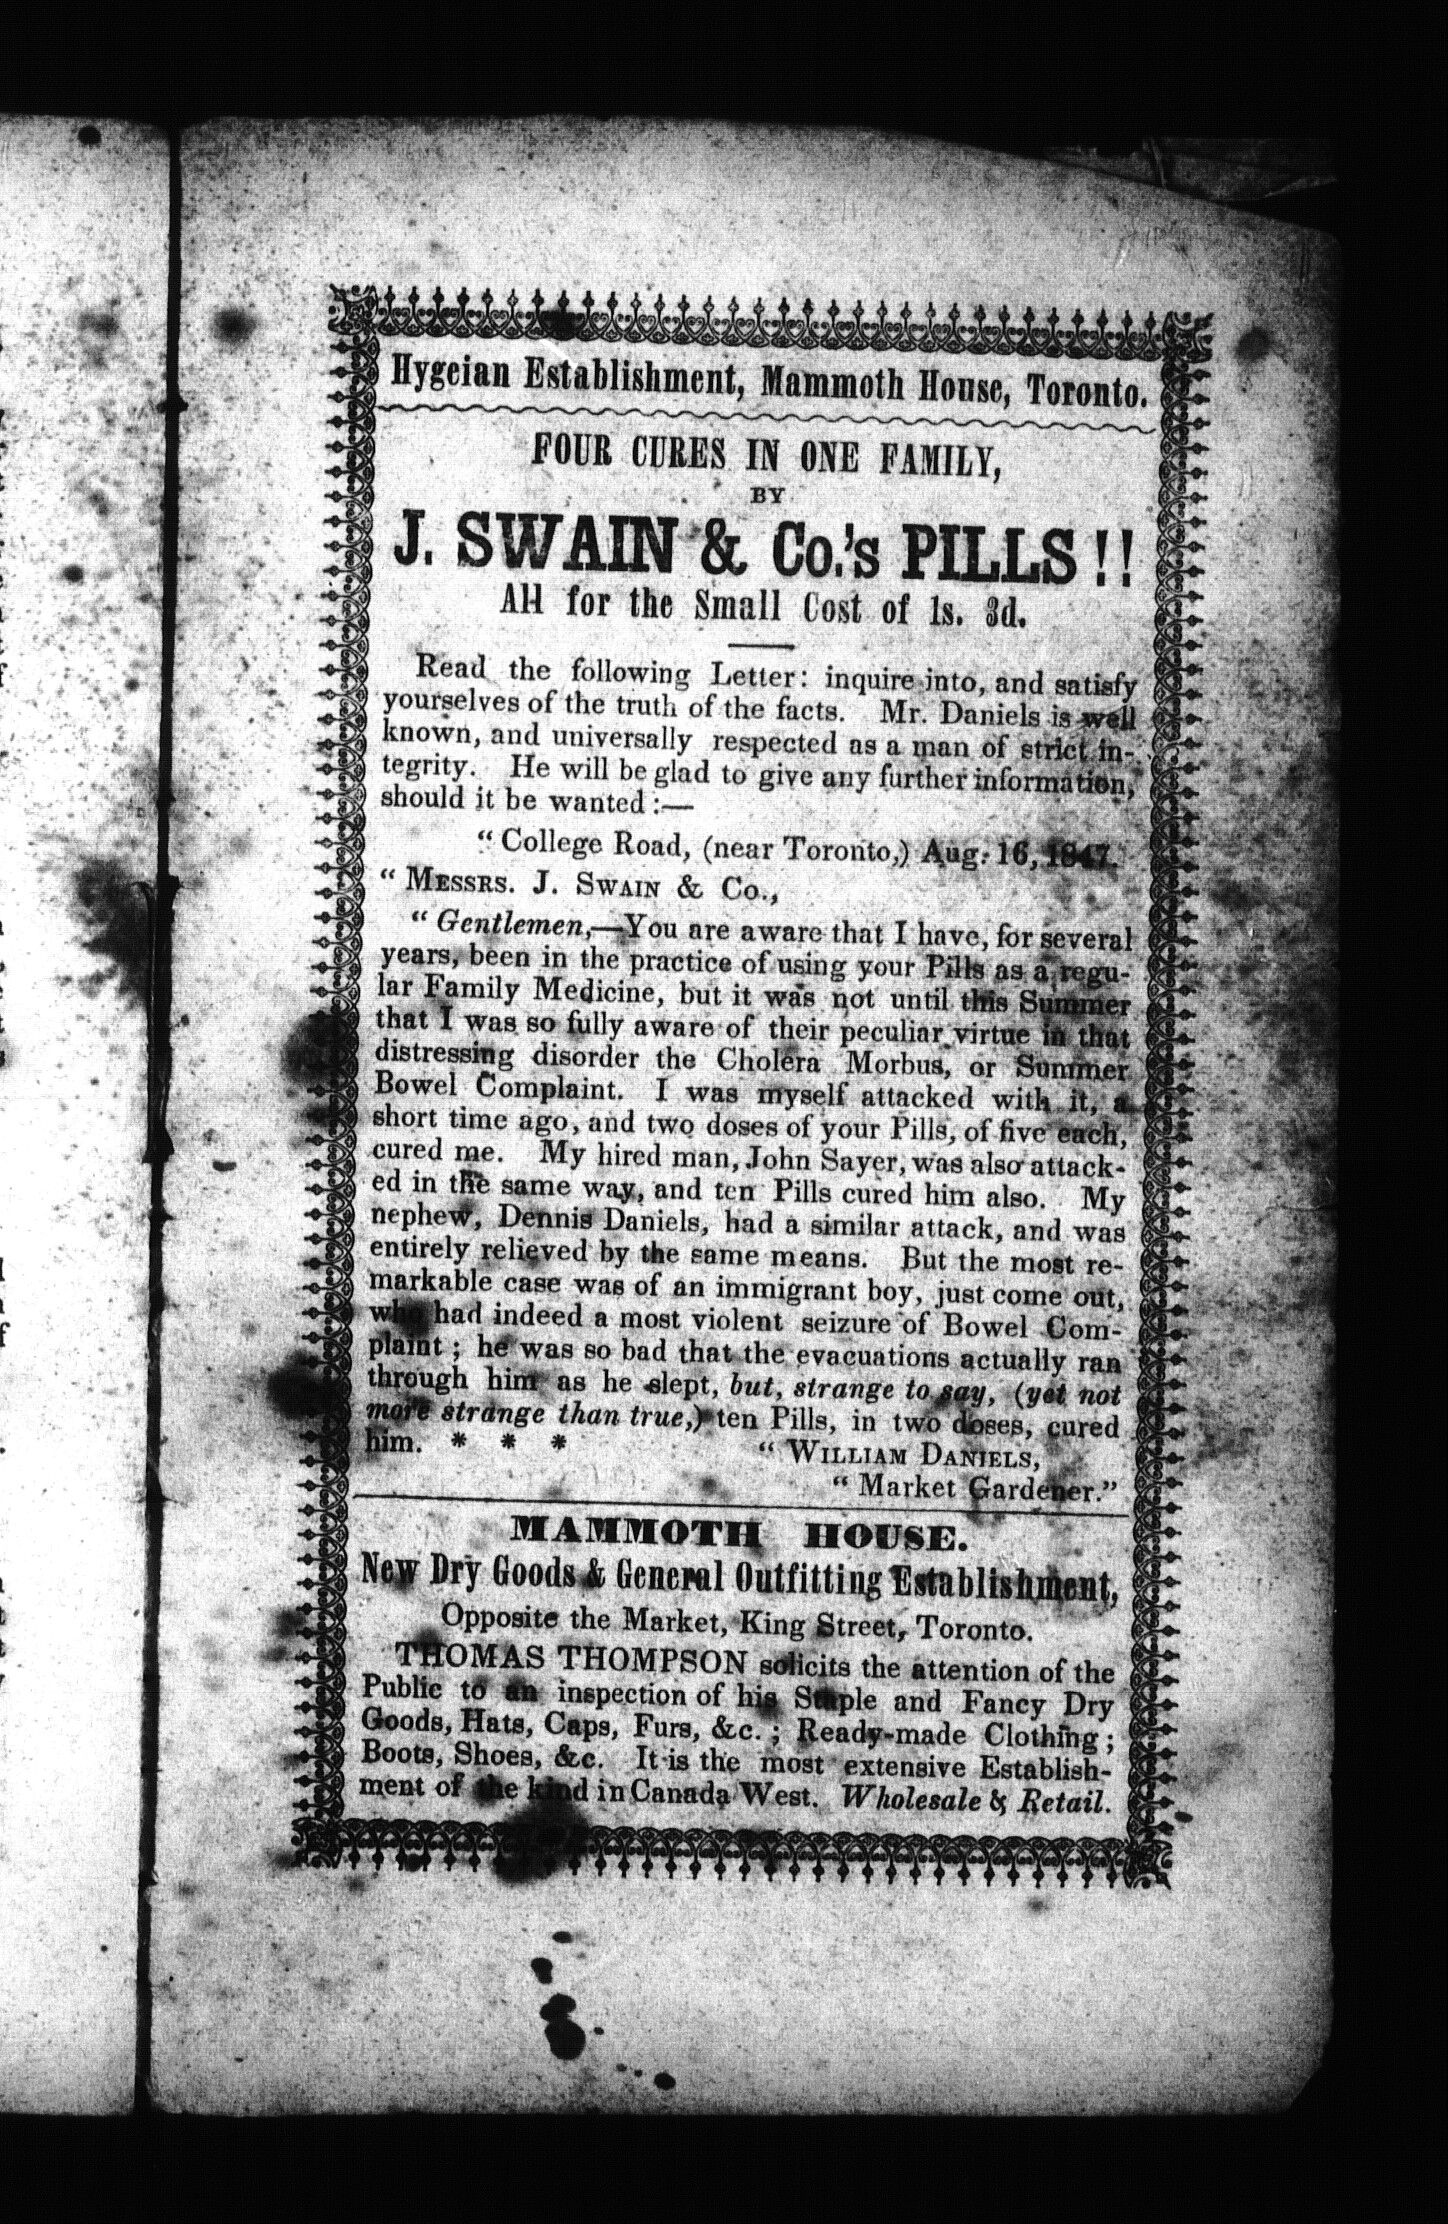 Hygeian Establishment, Mammoth House, Toronto.
FOUR CURES IN ONE FAMILY,
BY
J. SWAIN & Co.'s PILLS!!
All for the Small Cost of 1s. 3d.
Read the following Letter: inquire into, and satisfy
yourselves of the truth of the facts. Mr. Daniels is well
known, and universally respected as a man of strict in-
tegrity. He will be glad to give any further information,
should it be wanted:—
"College Road, (near Toronto,) Aug. 16, 1847.
"MESSRS. J. SWAIN & Co.,
"Gentlemen,—You are aware that I have, for several
years, been in the practice of using your Pills as a regu-
lar Family Medicine, but it was not until this Summer
that I was so fully aware of their peculiar virtue in that
distressing disorder the Cholera Morbus, or Summer
Bowel Complaint. I was myself attacked with it, a
short time ago, and two doses of your Pills, of five each,
cured me. My hired man, John Sayer, was also attack-
ed in the same way, and ten Pills cured him also. My
nephew, Dennis Daniels, had a similar attack, and was
entirely relieved by the same means. But the most re-
markable case was of an immigrant boy, just come out,
who had indeed a most violent seizure of Bowel Com-
plaint; he was so bad that the evacuations actually ran
through him as he slept, but, strange to say, (yet not
more strange than true,) ten Pills, in two doses, cured
him. * * * "WILLIAM DANIELS,
"Market Gardener."
MAMMOTH HOUSE.
New Dry Goods & General Outfitting Establishment,
Opposite the Market, King Street, Toronto.
THOMAS THOMPSON solicits the attention of the
Public to an inspection of his Staple and Fancy Dry
Goods, Hats, Caps, Furs, &c.; Ready-made Clothing;
Boots, Shoes, &c. It is the most extensive Establish-
ment of the kind in Canada West. Wholesale & Retail.